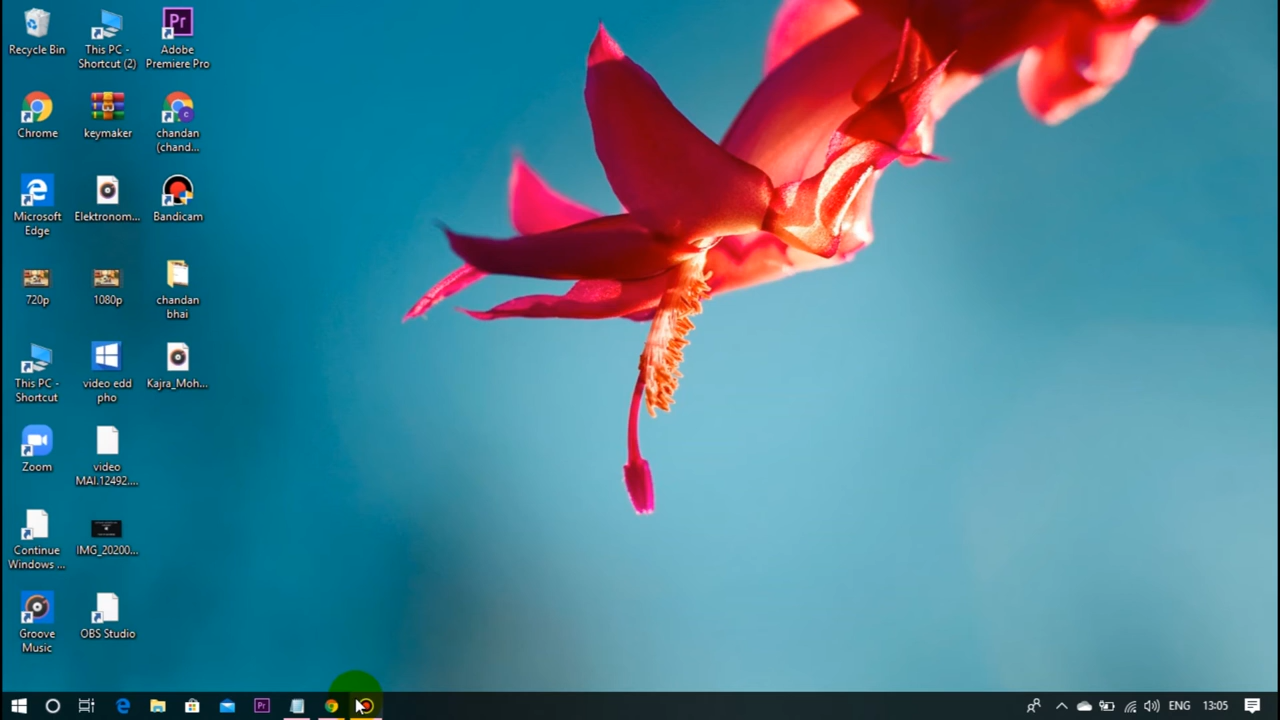 Recycle Bin
This PC -
Shortcut (2)
Pr
Adobe
Premiere Pro
Chrome
keymaker
c
chandan
(chand...
Microsoft
Edge
Elektronom...
Bandicam
720p
1080p
chandan
bhai
This PC -
Shortcut
video edd
pho
Kajra_Moh...
Zoom
video
MAI.12492....
Continue
Windows ...
IMG_20200...
Groove
Music
OBS Studio
Pr
ENG
13:05